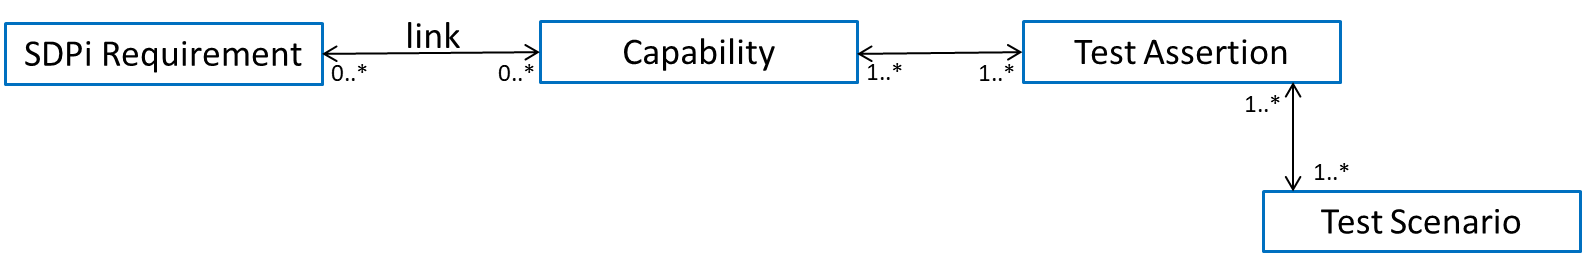 link
SDPi Requirement
Capability
Test Assertion
0..*
0..*
1..*
1..*
1..*
1..*
Test Scenario